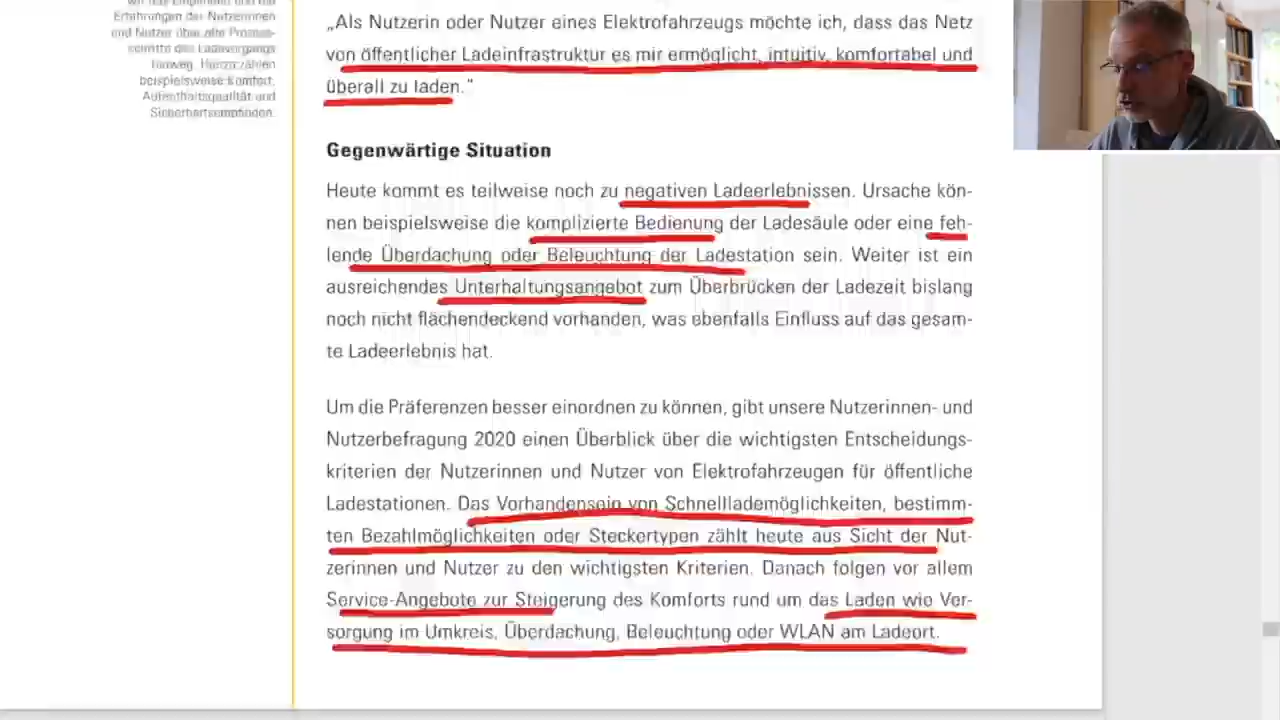 Erfahrungen der Nutzerinnen
und Nutzer über alle Prozess-
schritte des Ladevorgangs
hinweg. Hierzu zählen
beispielsweise Komfort,
Aufenthaltsqualität und
Sicherheitsempfinden.
„Als Nutzerin oder Nutzer eines Elektrofahrzeugs möchte ich, dass das Netz
von öffentlicher Ladeinfrastruktur es mir ermöglicht, intuitiv, komfortabel und
überall zu laden.“
Gegenwärtige Situation
Heute kommt es teilweise noch zu negativen Ladeerlebnissen. Ursache kön-
nen beispielsweise die komplizierte Bedienung der Ladesäule oder eine feh-
lende Überdachung oder Beleuchtung der Ladestation sein. Weiter ist ein
ausreichendes Unterhaltungsangebot zum Überbrücken der Ladezeit bislang
noch nicht flächendeckend vorhanden, was ebenfalls Einfluss auf das gesam-
te Ladeerlebnis hat.
Um die Präferenzen besser einordnen zu können, gibt unsere Nutzerinnen- und
Nutzerbefragung 2020 einen Überblick über die wichtigsten Entscheidungs-
kriterien der Nutzerinnen und Nutzer von Elektrofahrzeugen für öffentliche
Ladestationen. Das Vorhandensein von Schnelllademöglichkeiten, bestimm-
ten Bezahlmöglichkeiten oder Steckertypen zählt heute aus Sicht der Nut-
zerinnen und Nutzer zu den wichtigsten Kriterien. Danach folgen vor allem
Service-Angebote zur Steigerung des Komforts rund um das Laden wie Ver-
sorgung im Umkreis, Überdachung, Beleuchtung oder WLAN am Ladeort.